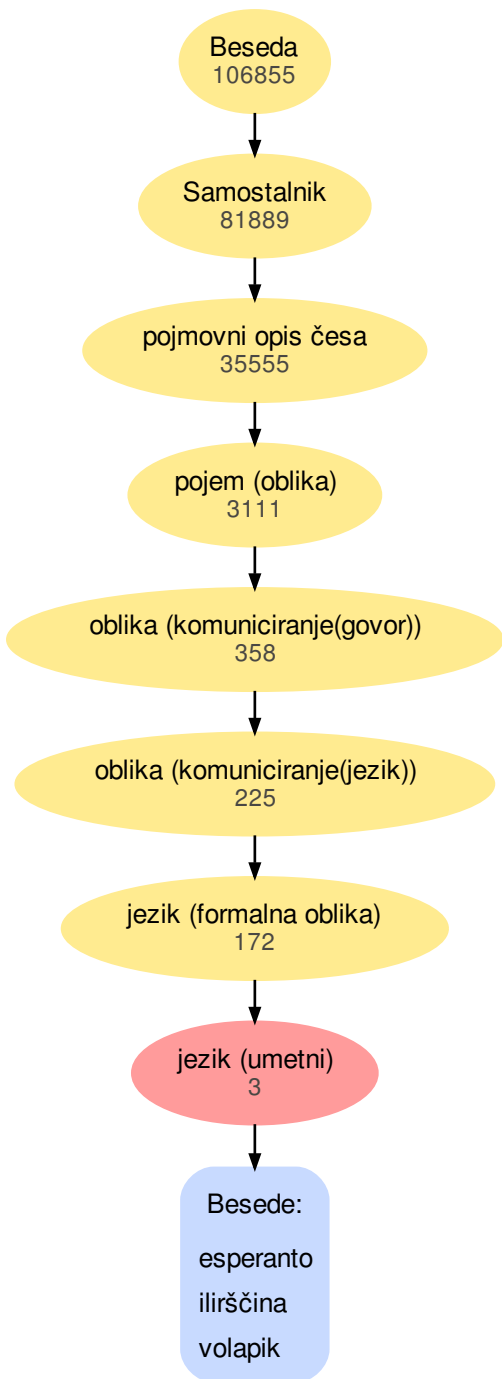 Beseda
106855
Samostalnik
81889
pojmovni opis česa
35555
pojem (oblika)
3111
oblika (komuniciranje(govor))
358
oblika (komuniciranje(jezik))
225
jezik (formalna oblika)
172
jezik (umetni)
3
Besede:
esperanto
ilirščina
volapik